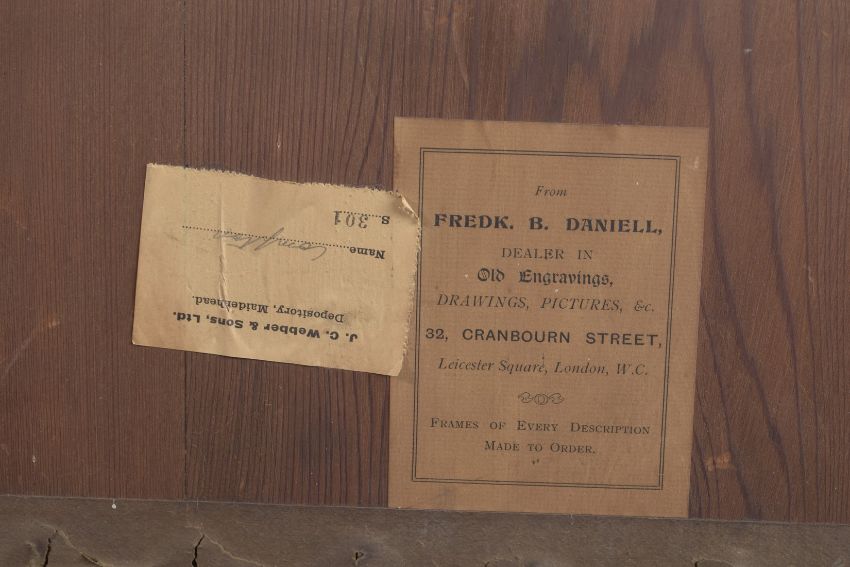 J. C. Webber & Sons, Ltd.
Depository, Maidenhead.
Name Compton
S. 301
From
FREDK. B. DANIELL,
DEALER IN
Old Engravings,
DRAWINGS, PICTURES, &c.
32, CRANBOURN STREET,
Leicester Square, London, W.C.
FRAMES OF EVERY DESCRIPTION
MADE TO ORDER.